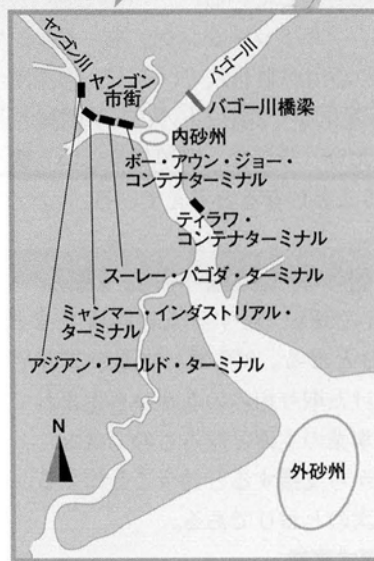 ヤンゴン川
バゴー川
ヤンゴン
市街
バゴー川橋梁
内砂州
ボー・アウン・ジョー・
コンテナターミナル
ティラワ・
コンテナターミナル
スーレー・パゴダ・ターミナル
ミャンマー・インダストリアル・
ターミナル
アジアン・ワールド・ターミナル
N
外砂州